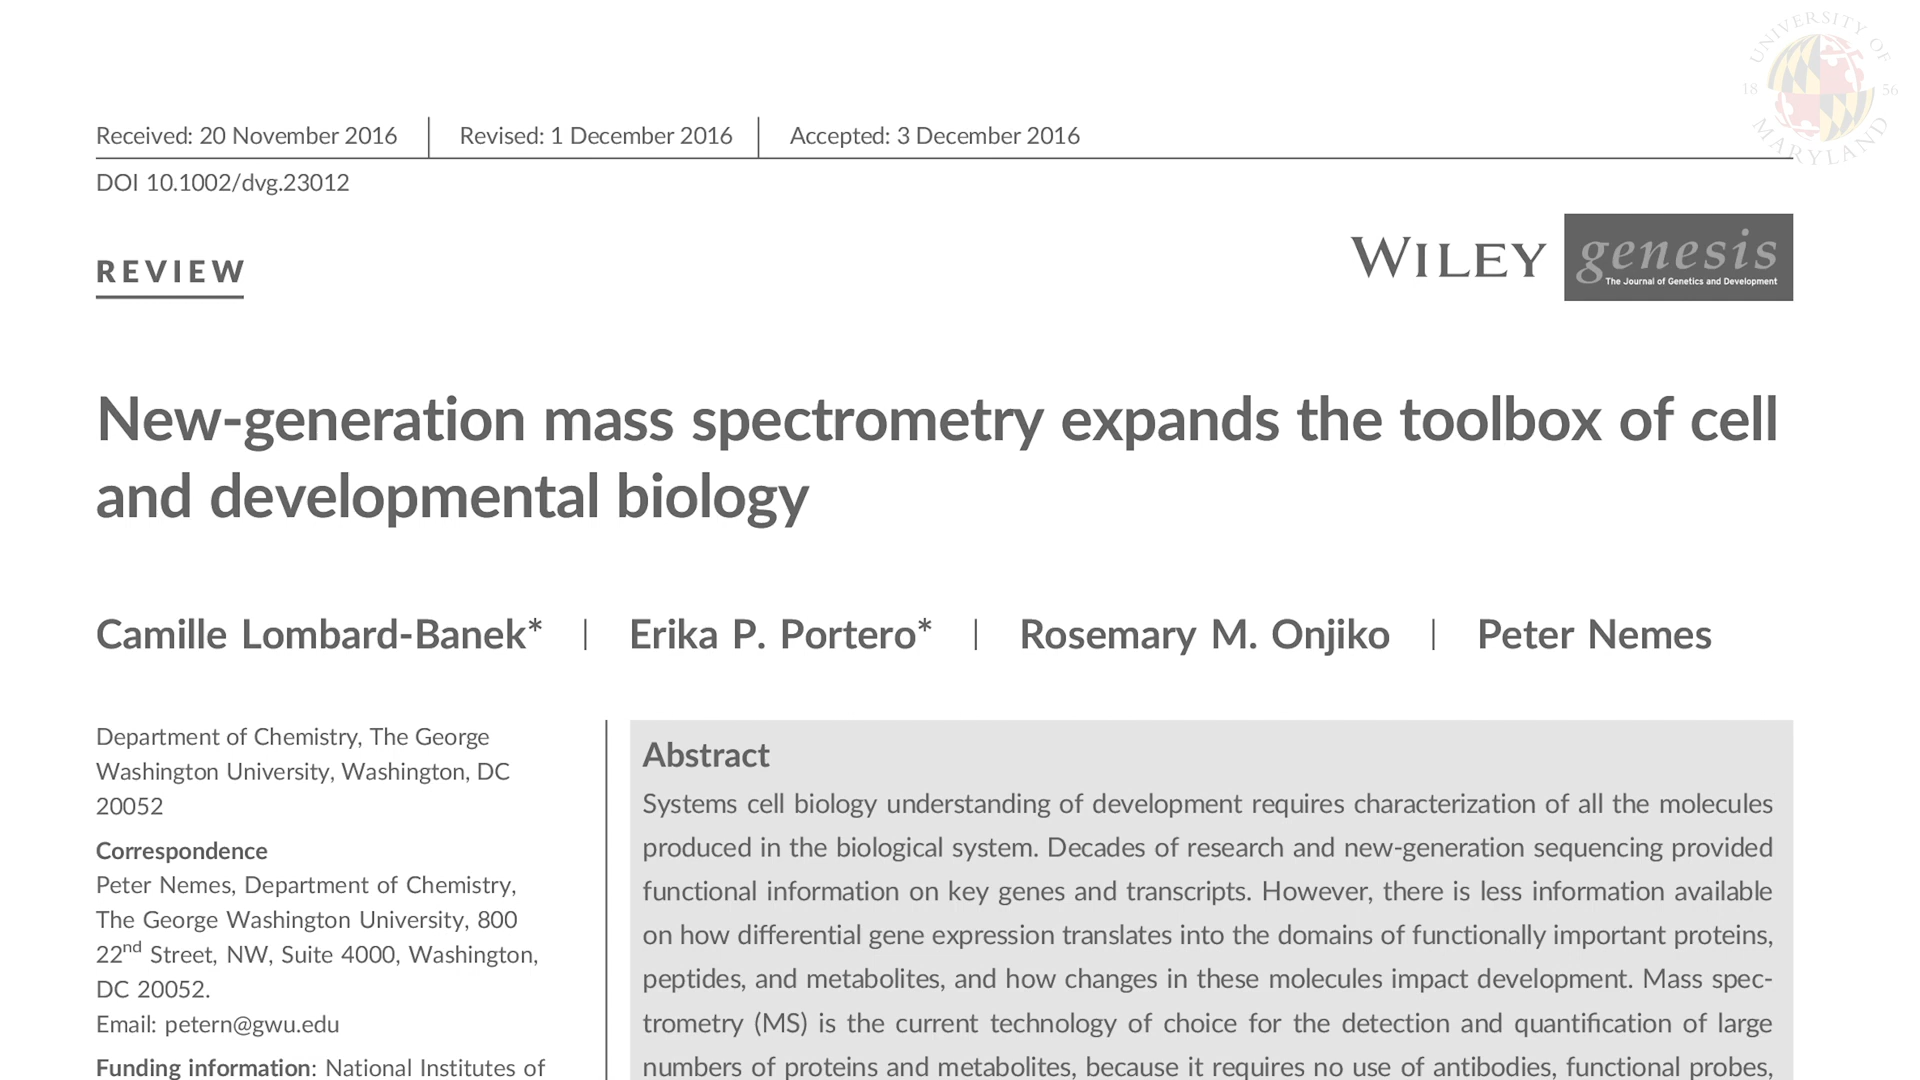 UNIVERSITY OF
18 56
MARYLAND
Received: 20 November 2016 | Revised: 1 December 2016 | Accepted: 3 December 2016
DOI 10.1002/dvg.23012
REVIEW
WILEY genesis
The Journal of Genetics and Development
New-generation mass spectrometry expands the toolbox of cell
and developmental biology
Camille Lombard-Banek* | Erika P. Portero* | Rosemary M. Onjiko | Peter Nemes
Department of Chemistry, The George
Washington University, Washington, DC
20052
Correspondence
Peter Nemes, Department of Chemistry,
The George Washington University, 800
22nd Street, NW, Suite 4000, Washington,
DC 20052.
Email: petern@gwu.edu
Funding information: National Institutes of
Abstract
Systems cell biology understanding of development requires characterization of all the molecules
produced in the biological system. Decades of research and new-generation sequencing provided
functional information on key genes and transcripts. However, there is less information available
on how differential gene expression translates into the domains of functionally important proteins,
peptides, and metabolites, and how changes in these molecules impact development. Mass spec-
trometry (MS) is the current technology of choice for the detection and quantification of large
numbers of proteins and metabolites, because it requires no use of antibodies, functional probes,